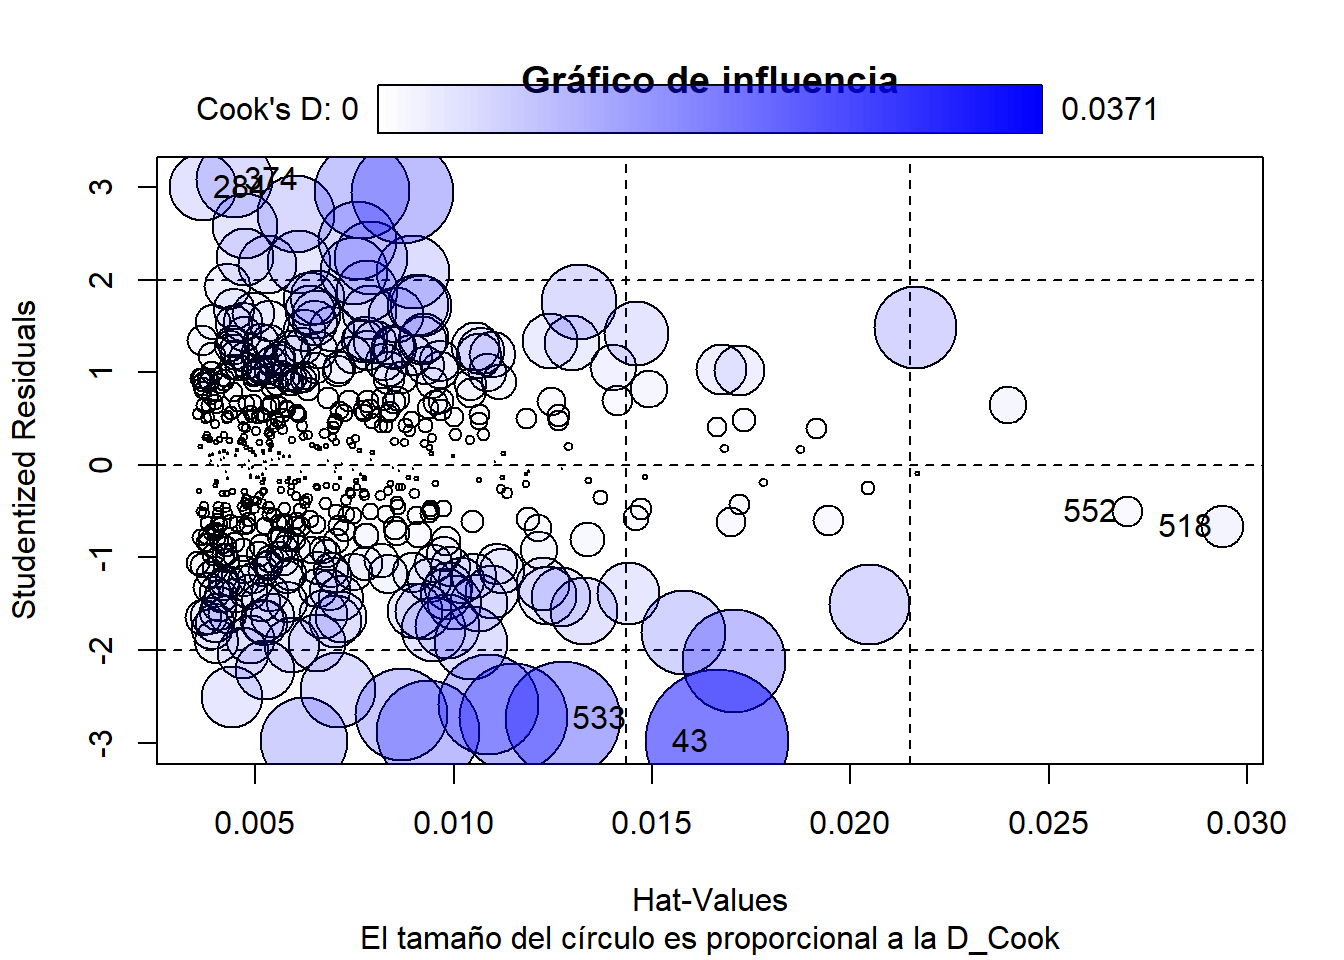 Gráfico de influencia
Cook's D: 0 0.0371
3
2
1
0
-1
-2
-3
Studentized Residuals
284
374
552
518
533
43
0.005 0.010 0.015 0.020 0.025 0.030
Hat-Values
El tamaño del círculo es proporcional a la D_Cook